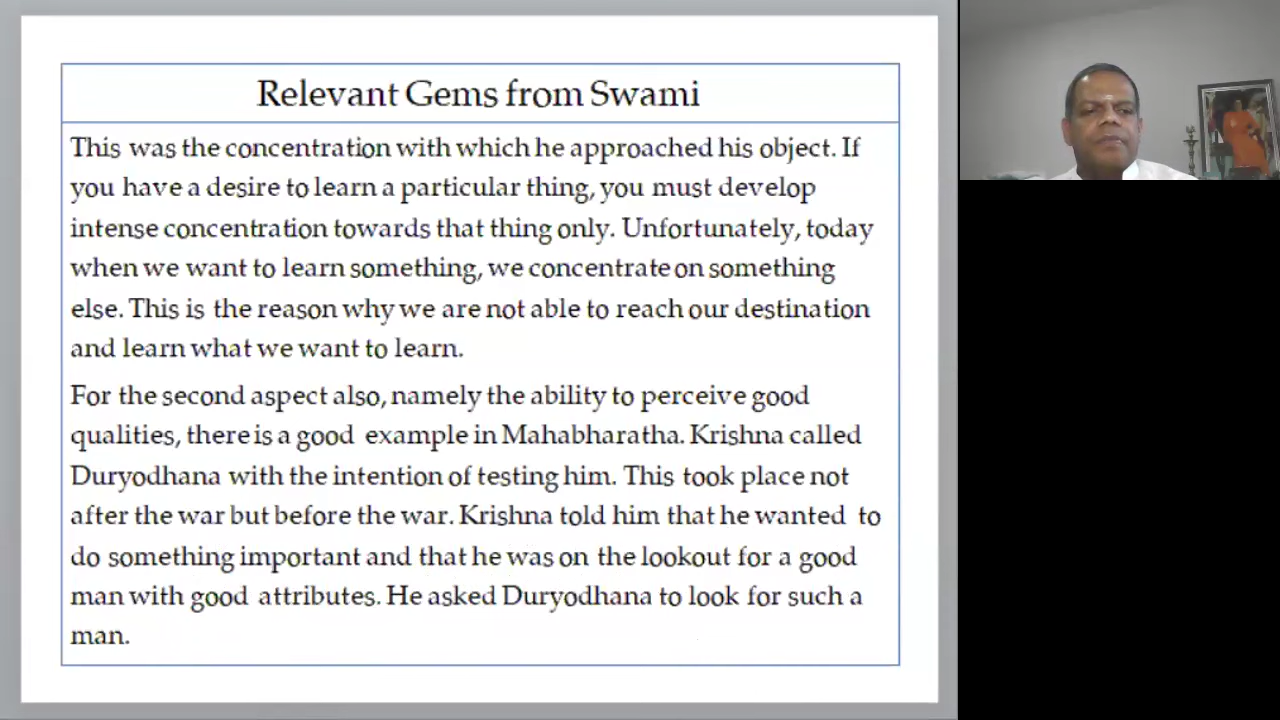 Relevant Gems from Swami
This was the concentration with which he approached his object. If
you have a desire to learn a particular thing, you must develop
intense concentration towards that thing only. Unfortunately, today
when we want to learn something, we concentrate on something
else. This is the reason why we are not able to reach our destination
and learn what we want to learn.
For the second aspect also, namely the ability to perceive good
qualities, there is a good example in Mahabharatha. Krishna called
Duryodhana with the intention of testing him. This took place not
after the war but before the war. Krishna told him that he wanted to
do something important and that he was on the lookout for a good
man with good attributes. He asked Duryodhana to look for such a
man.